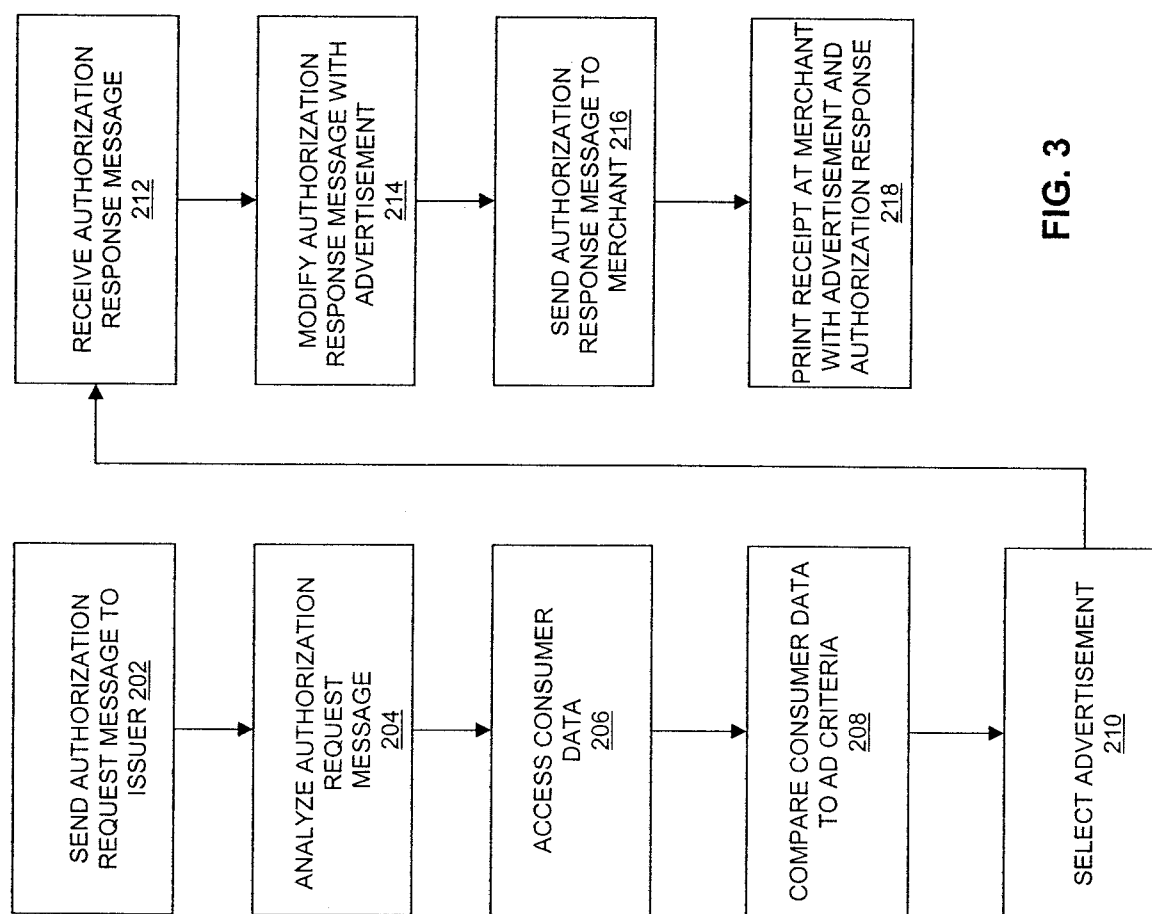 SEND AUTHORIZATION
REQUEST MESSAGE TO
ISSUER 202
ANALYZE AUTHORIZATION
REQUEST
MESSAGE
204
ACCESS CONSUMER
DATA
206
COMPARE CONSUMER DATA
TO AD CRITERIA
208
SELECT ADVERTISEMENT
210
RECEIVE AUTHORIZATION
RESPONSE MESSAGE
212
MODIFY AUTHORIZATION
RESPONSE MESSAGE WITH
ADVERTISEMENT
214
SEND AUTHORIZATION
RESPONSE MESSAGE TO
MERCHANT 216
PRINT RECEIPT AT MERCHANT
WITH ADVERTISEMENT AND
AUTHORIZATION RESPONSE
218
FIG. 3